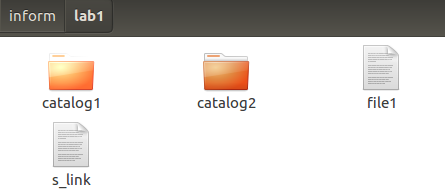 inform lab1
catalog1 catalog2 file1
s_link